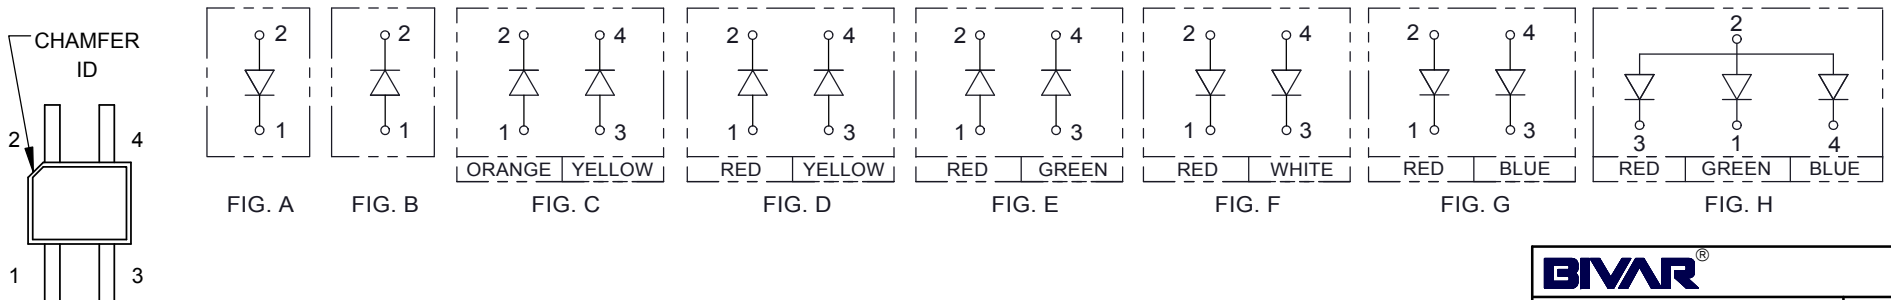 CHAMFER
ID
2
4
1
3
2
1
FIG. A
2
1
FIG. B
2 4
1 3
ORANGE YELLOW
FIG. C
2 4
1 3
RED YELLOW
FIG. D
2 4
1 3
RED GREEN
FIG. E
2 4
1 3
RED WHITE
FIG. F
2 4
1 3
RED BLUE
FIG. G
2
3 1 4
RED GREEN BLUE
FIG. H
BIVAR®